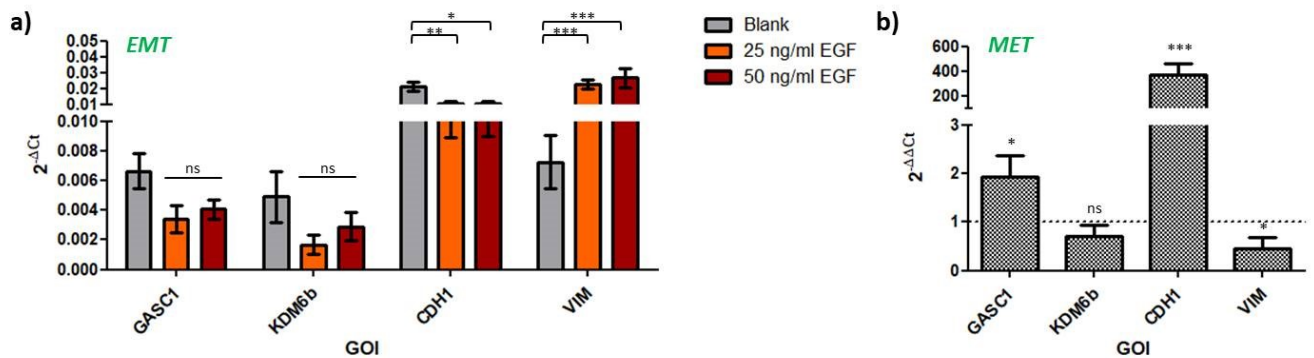 a)
EMT
2^-ΔCt
0.05
0.04
0.03
0.02
0.01
0.010
0.008
0.006
0.004
0.002
0.000
ns
ns
*
**
***
***
GASC1
KDM6b
CDH1
VIM
GOI
Blank
25 ng/ml EGF
50 ng/ml EGF
b)
MET
2^-ΔΔCt
600
400
200
3
2
1
0
*
ns
***
*
GASC1
KDM6b
CDH1
VIM
GOI